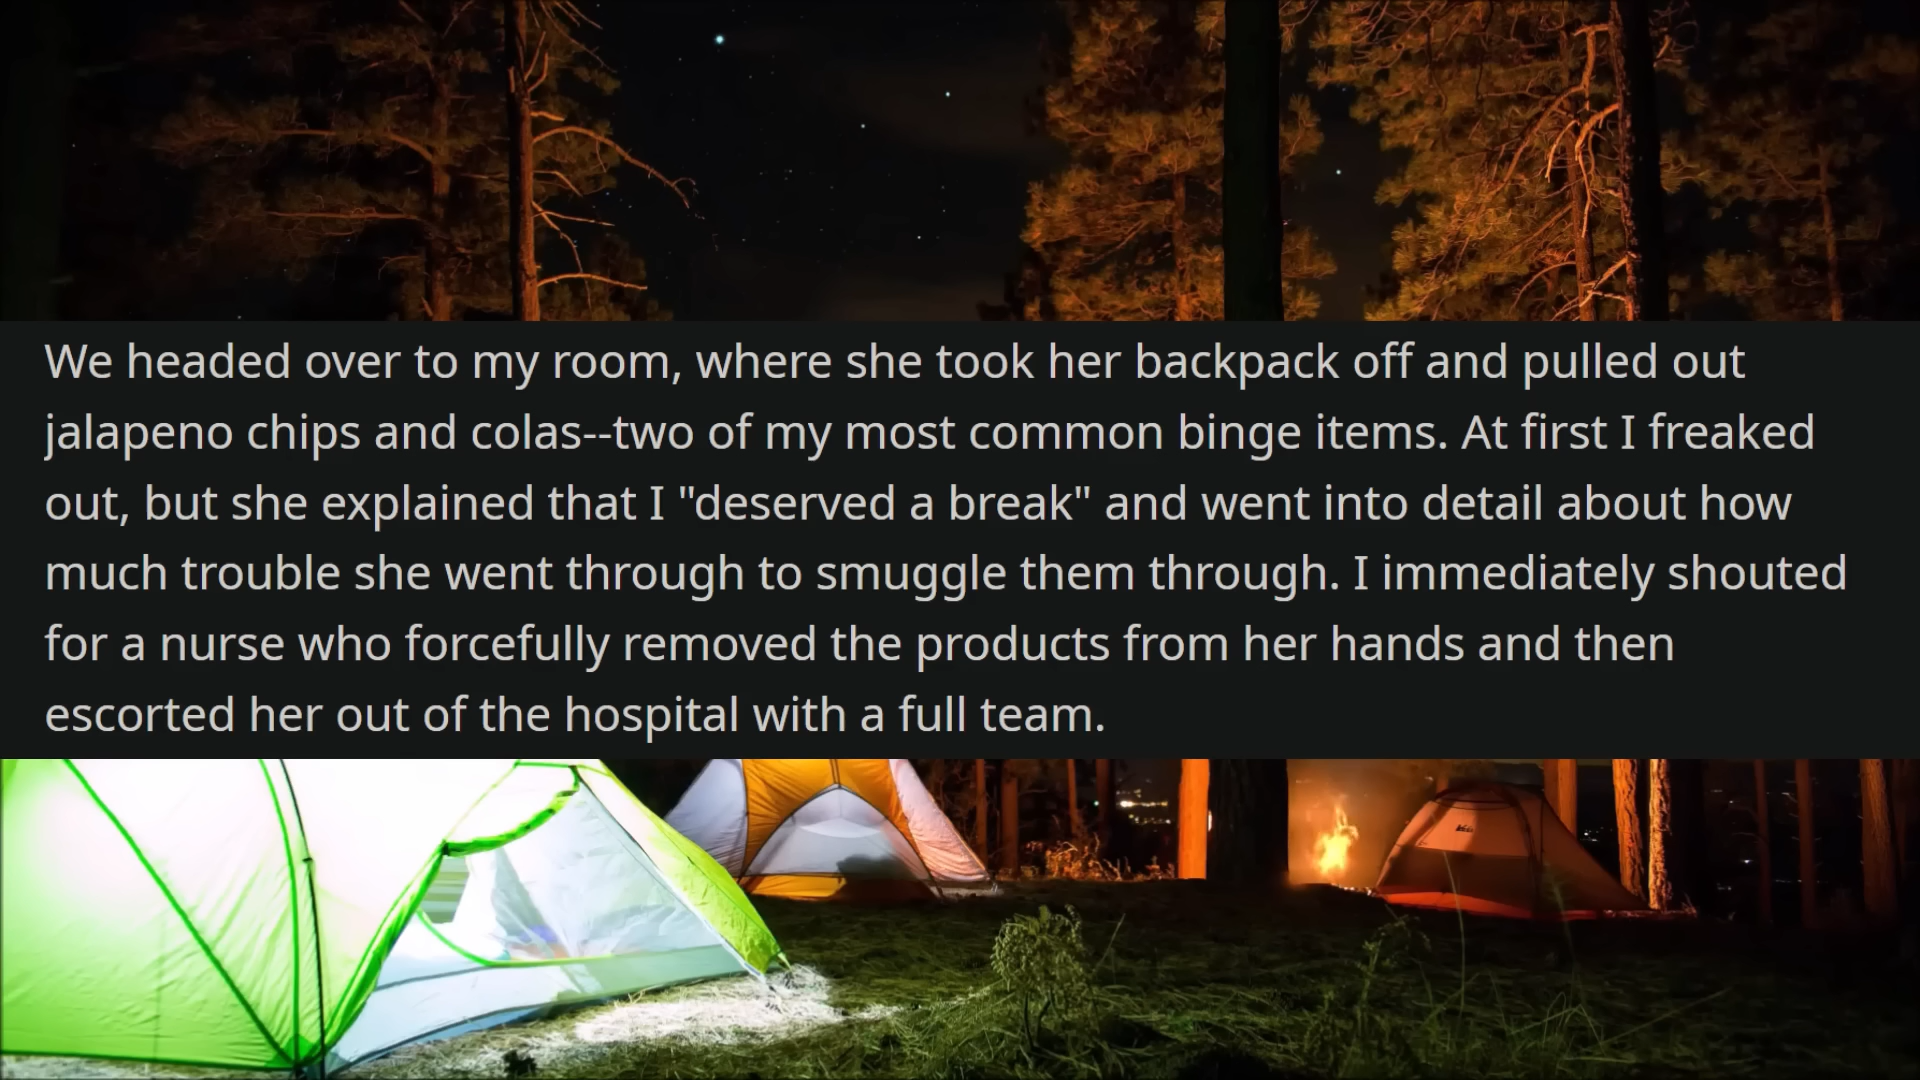 We headed over to my room, where she took her backpack off and pulled out
jalapeno chips and colas--two of my most common binge items. At first I freaked
out, but she explained that I "deserved a break" and went into detail about how
much trouble she went through to smuggle them through. I immediately shouted
for a nurse who forcefully removed the products from her hands and then
escorted her out of the hospital with a full team.